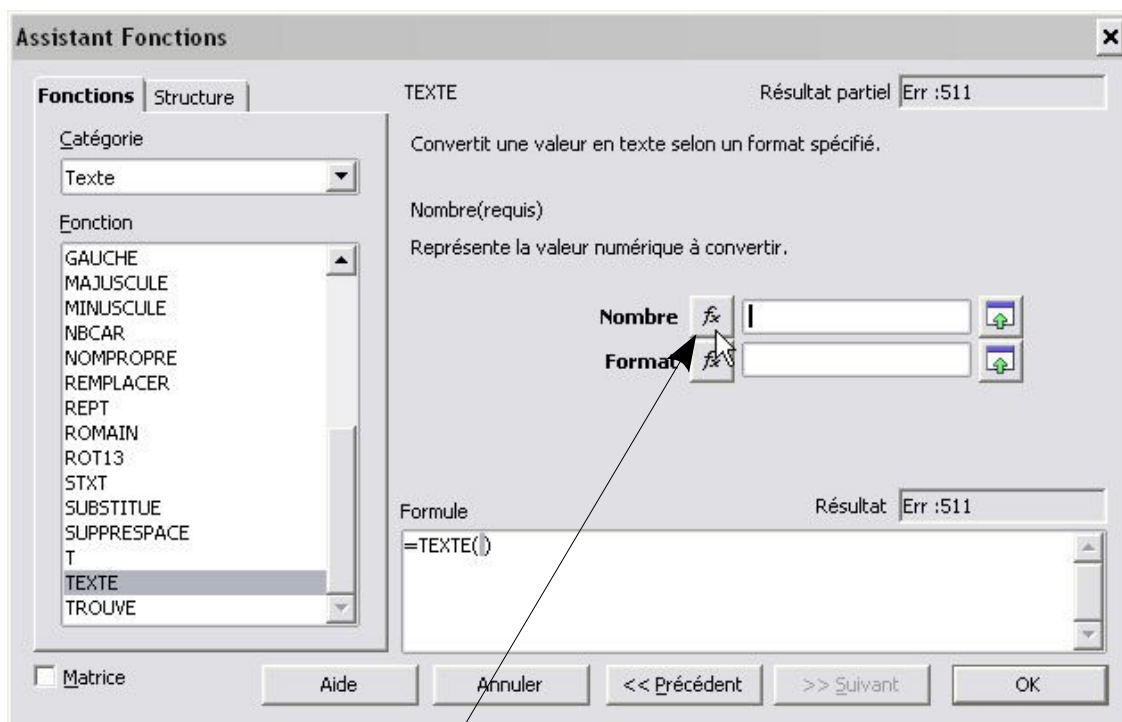 Assistant Fonctions
Fonctions Structure
Catégorie
Texte
Fonction
GAUCHE
MAJUSCULE
MINUSCULE
NBCAR
NOMPROPRE
REMPLACER
REPT
ROMAIN
ROT13
STXT
SUBSTITUE
SUPPRESPACE
T
TEXTE
TROUVE
TEXTE
Résultat partiel Err :511
Convertit une valeur en texte selon un format spécifié.
Nombre(requis)
Représente la valeur numérique à convertir.
Nombre fx
Format fx
Formule
Résultat Err :511
=TEXTE( )
Matrice
Aide
Annuler
<< Précédent
>> Suivant
OK